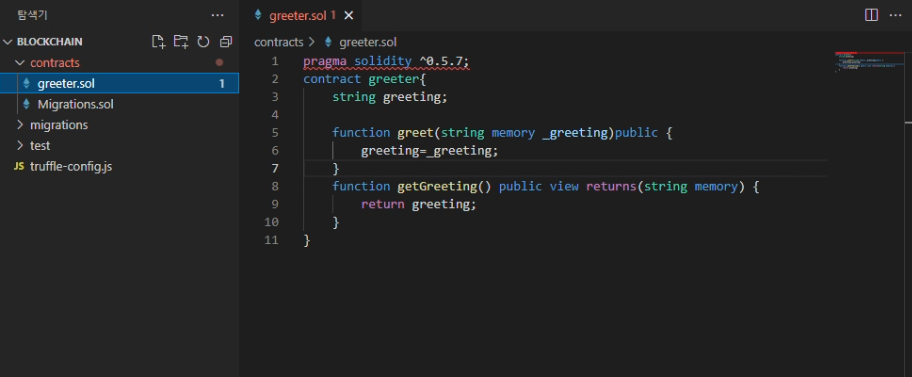 탐색기
BLOCKCHAIN
contracts
greeter.sol 1
Migrations.sol
migrations
test
JS truffle-config.js
greeter.sol 1
contracts > greeter.sol
1 pragma solidity ^0.5.7;
2 contract greeter{
3 string greeting;
4
5 function greet(string memory _greeting)public {
6 greeting=_greeting;
7 }
8 function getGreeting() public view returns(string memory) {
9 return greeting;
10 }
11 }